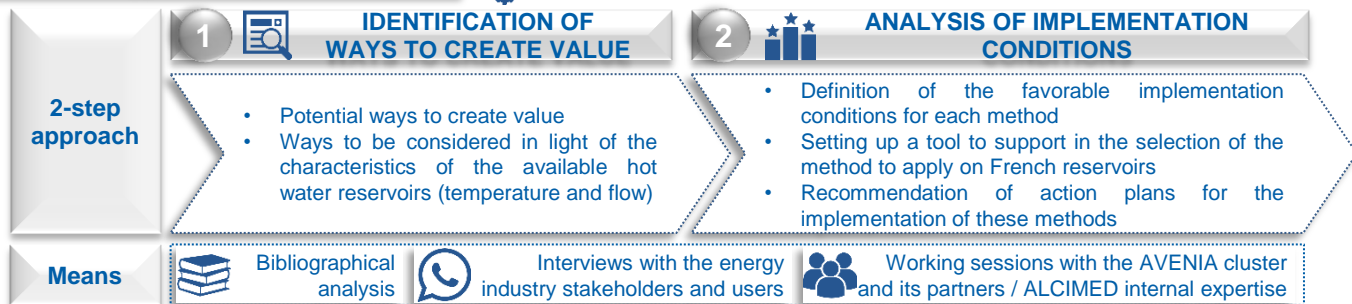 2-step
approach
1
IDENTIFICATION OF
WAYS TO CREATE VALUE
• Potential ways to create value
• Ways to be considered in light of the
characteristics of the available hot
water reservoirs (temperature and flow)
2
ANALYSIS OF IMPLEMENTATION
CONDITIONS
• Definition of the favorable implementation
conditions for each method
• Setting up a tool to support in the selection of the
method to apply on French reservoirs
• Recommendation of action plans for the
implementation of these methods
Means
Bibliographical
analysis
Interviews with the energy
industry stakeholders and users
Working sessions with the AVENIA cluster
and its partners / ALCIMED internal expertise